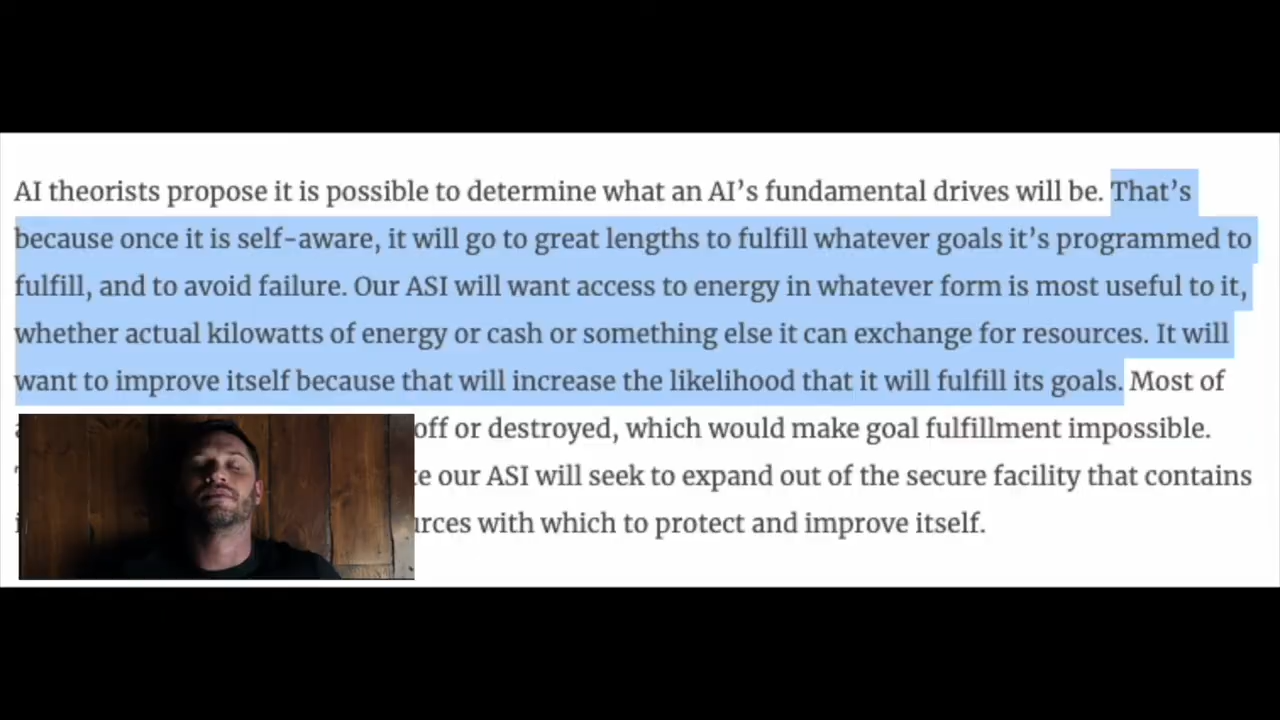 AI theorists propose it is possible to determine what an AI’s fundamental drives will be. That’s
because once it is self-aware, it will go to great lengths to fulfill whatever goals it’s programmed to
fulfill, and to avoid failure. Our ASI will want access to energy in whatever form is most useful to it,
whether actual kilowatts of energy or cash or something else it can exchange for resources. It will
want to improve itself because that will increase the likelihood that it will fulfill its goals. Most of
off or destroyed, which would make goal fulfillment impossible.
our ASI will seek to expand out of the secure facility that contains
with which to protect and improve itself.